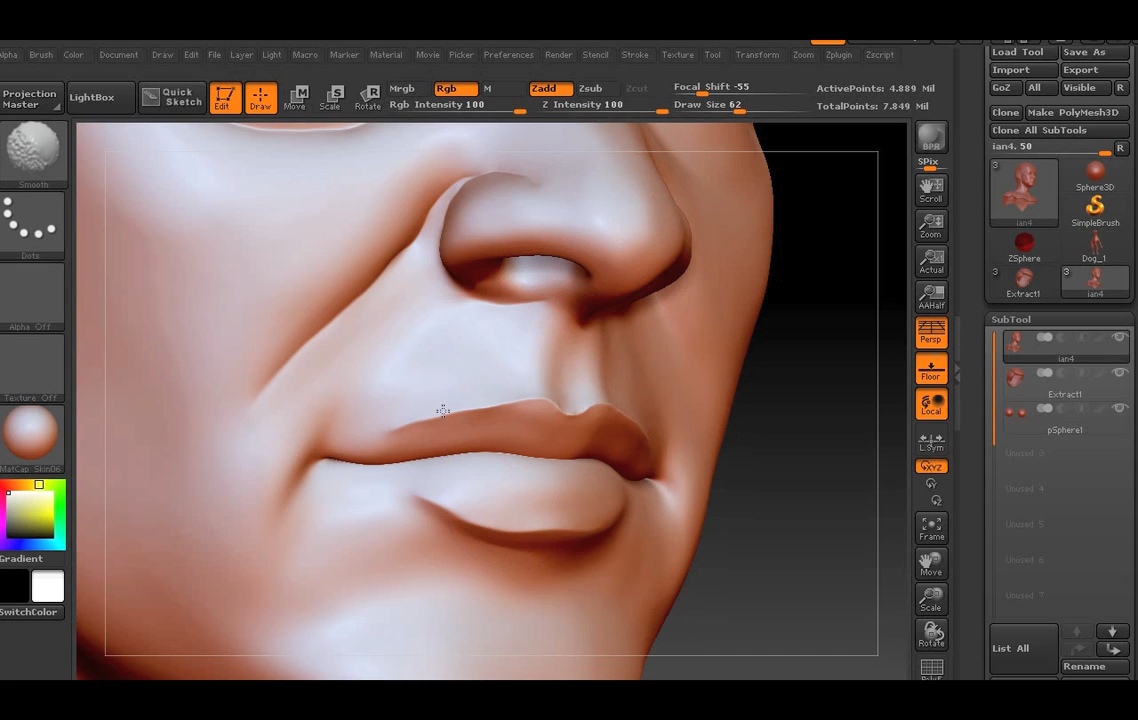 Alpha Brush Color Document Draw Edit File Layer Light Macro Marker Material Movie Picker Preferences Render Stencil Stroke Texture Tool Transform Zoom Zplugin Zscript
Projection
Master
LightBox
Quick
Sketch
Edit
Draw
Move
Scale
Rotate
Mrgb Rgb M
Rgb Intensity 100
Zadd Zsub Zcut
Z Intensity 100
Focal Shift -55
Draw Size 62
ActivePoints: 4.889 Mil
TotalPoints: 7.849 Mil
Smooth
Dots
Alpha Off
Texture Off
MatCap Skin06
Gradient
SwitchColor
BPR
SPix
Scroll
Zoom
Actual
AAHalf
Persp
Floor
Local
L.Sym
XYZ
Y
Z
Frame
Move
Scale
Rotate
PolyF
Load Tool Save As
Import Export
GoZ All Visible R
Clone Make PolyMesh3D
Clone All SubTools
ian4. 50 R
3
ian4
Sphere3D
SimpleBrush
ZSphere
Dog_1
3
Extract1
3
ian4
SubTool
ian4
Extract1
pSphere1
Unused 3
Unused 4
Unused 5
Unused 6
Unused 7
List All
Rename